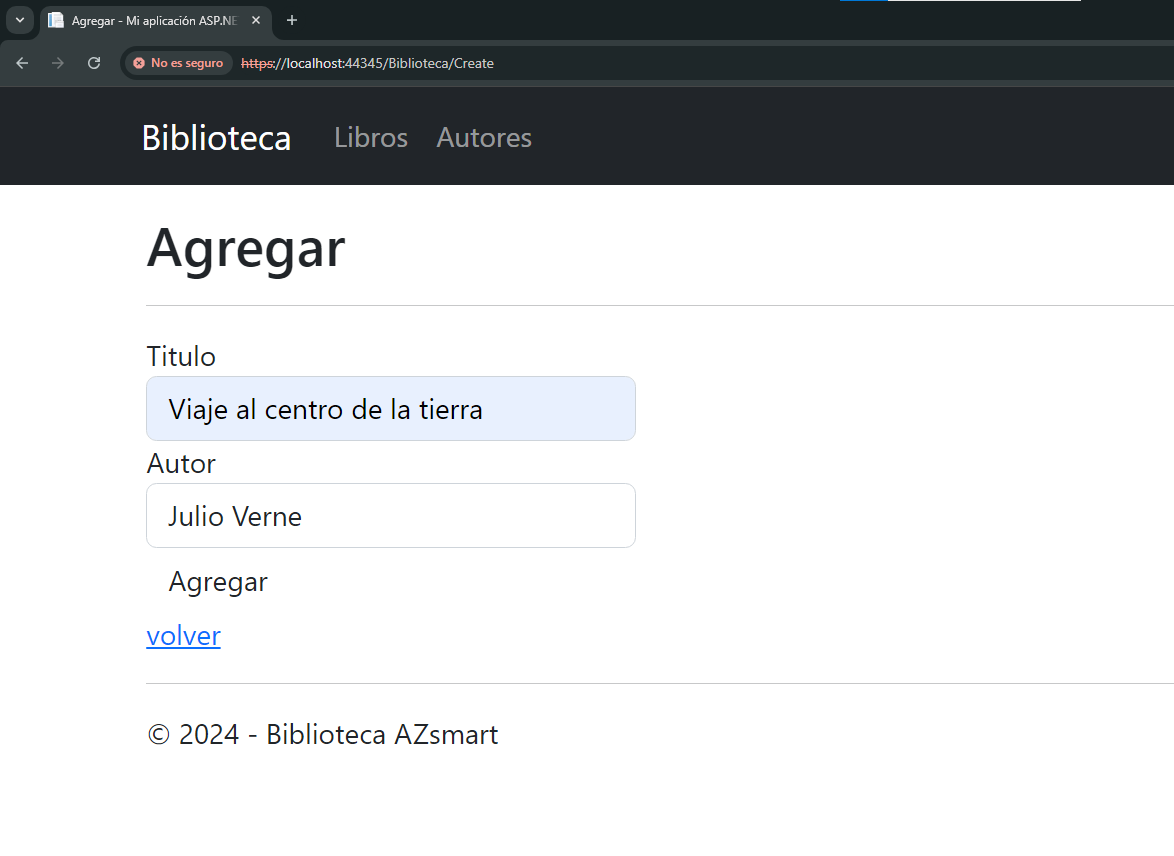 Agregar - Mi aplicación ASP.NE
No es seguro https://localhost:44345/Biblioteca/Create
Biblioteca Libros Autores
Agregar
Titulo
Viaje al centro de la tierra
Autor
Julio Verne
Agregar
volver
© 2024 - Biblioteca AZsmart